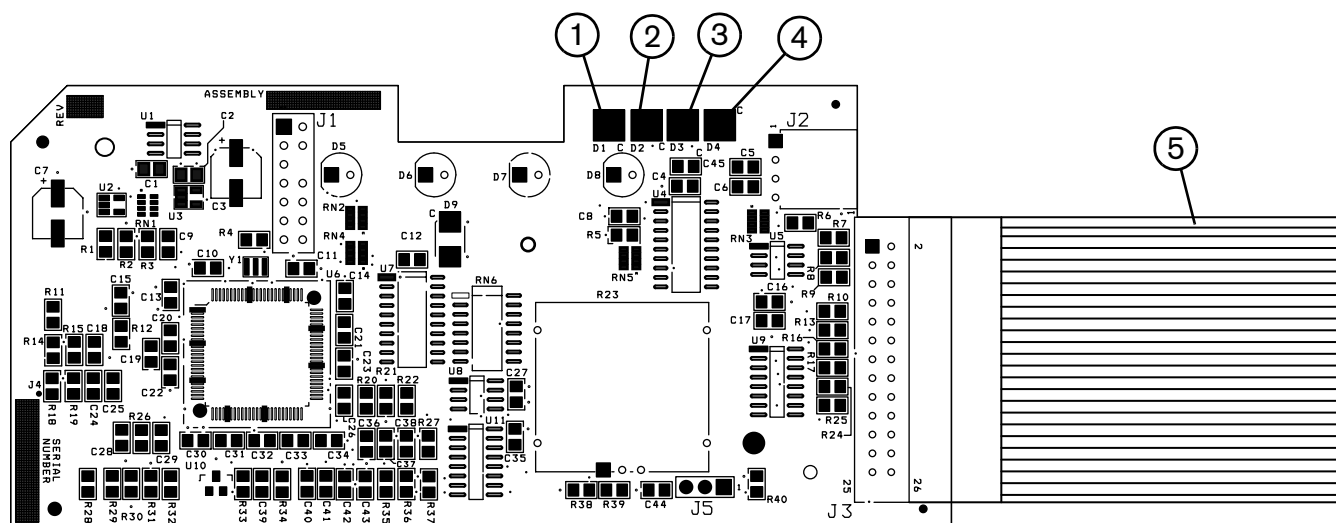 1
2
3
4
5
REV
ASSEMBLY
U1
C2
J1
J2
1
D1
C
D2
C
D3
D4
C
C
C7
C1
U2
U3
C3
RN1
D5
D6
D7
D8
C4
C45
C5
C6
U4
RN2
RN4
C
D9
C8
R5
RN5
RN3
U5
R6
R7
1
2
R1
R2
R3
C9
R4
C10
Y1
C11
C12
U6
C14
U7
RN6
R23
R8
R9
C16
C17
R10
R13
R16
R17
U9
R11
C15
C13
R12
C20
R14
R15
C18
C19
C21
C22
C23
J4
R18
R19
C24
C25
R20
R21
R22
U8
C27
U11
R25
R24
R26
C28
C29
C30
C31
C32
C33
C34
C26
C36
C37
C38
R27
C35
SERIAL
NUMBER
U10
R28
R29
R30
R31
R32
R33
C39
R34
C40
C41
C42
C43
R35
R36
R37
R38
R39
C44
J5
1
R40
J3
25
26